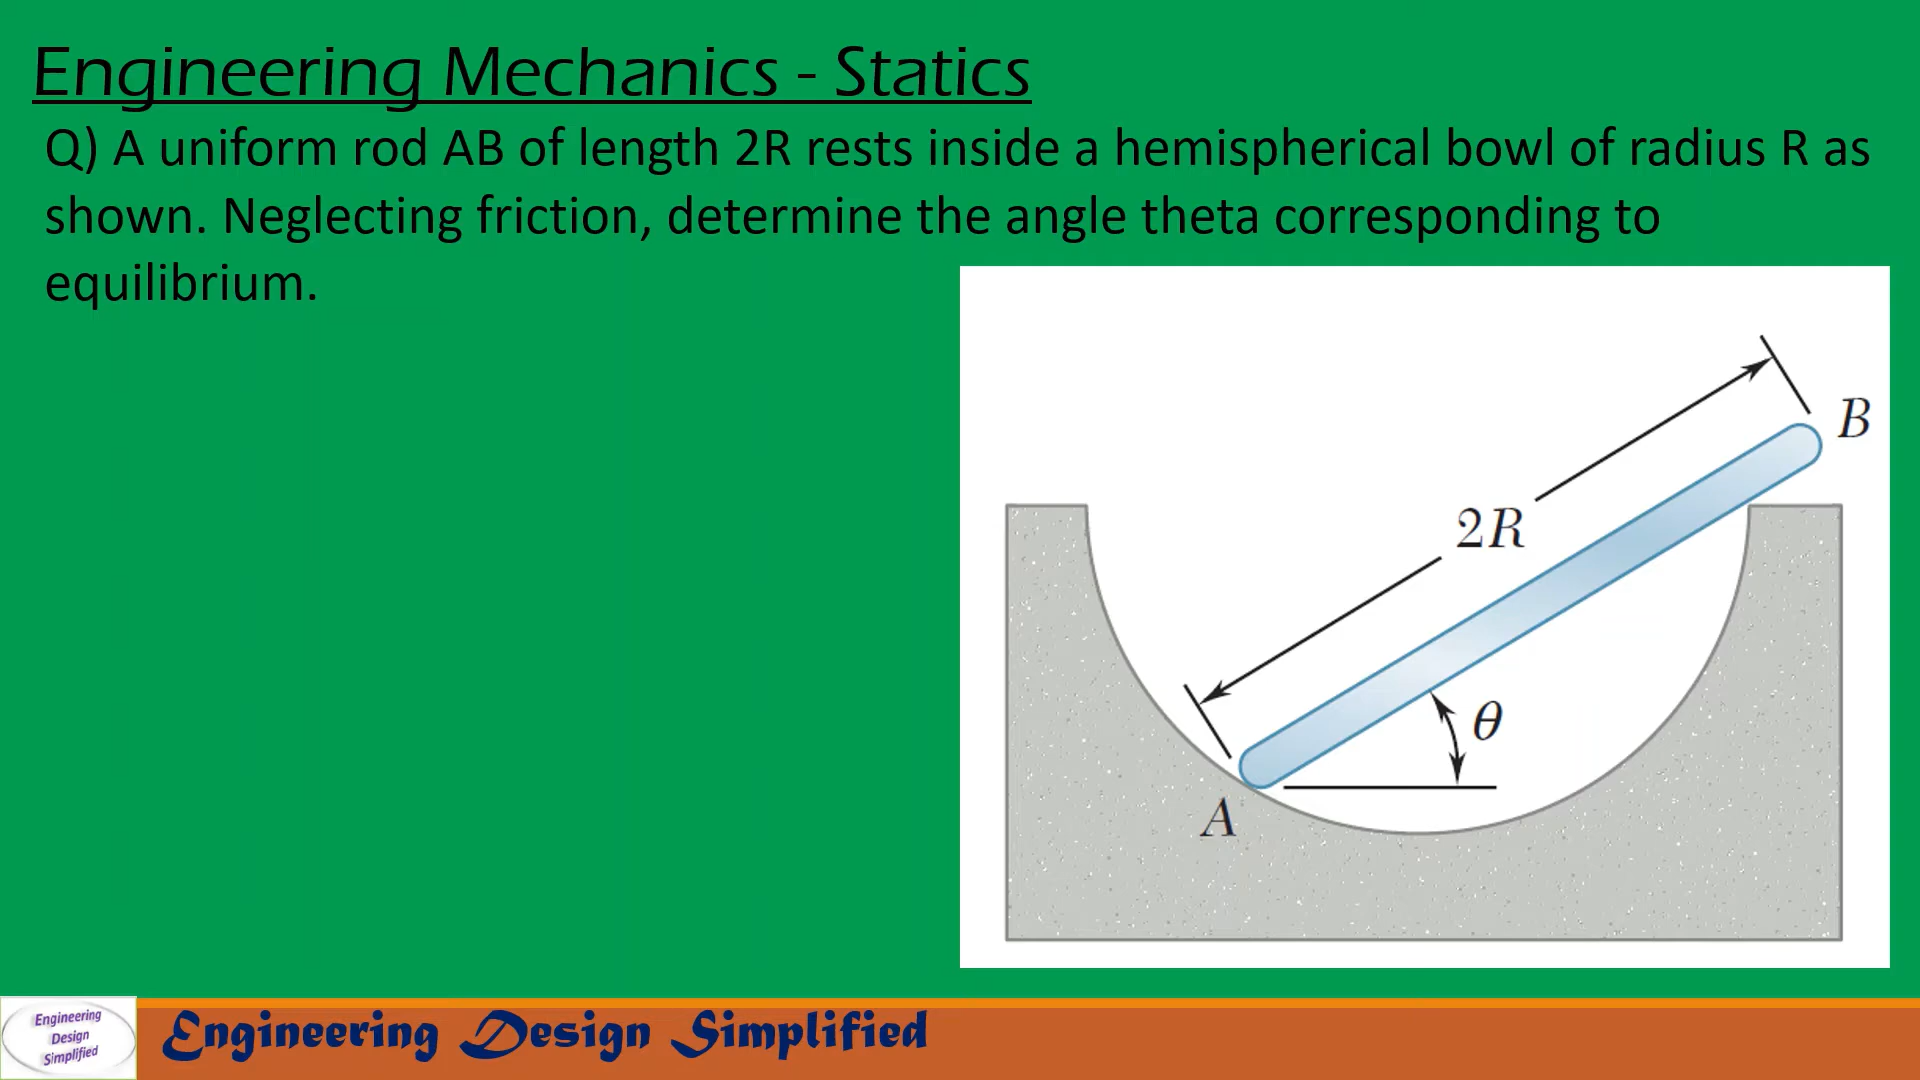 Engineering Mechanics - Statics
Q) A uniform rod AB of length 2R rests inside a hemispherical bowl of radius R as
shown. Neglecting friction, determine the angle theta corresponding to
equilibrium.
B
2R
θ
A
Engineering
Design
Simplified
Engineering Design Simplified